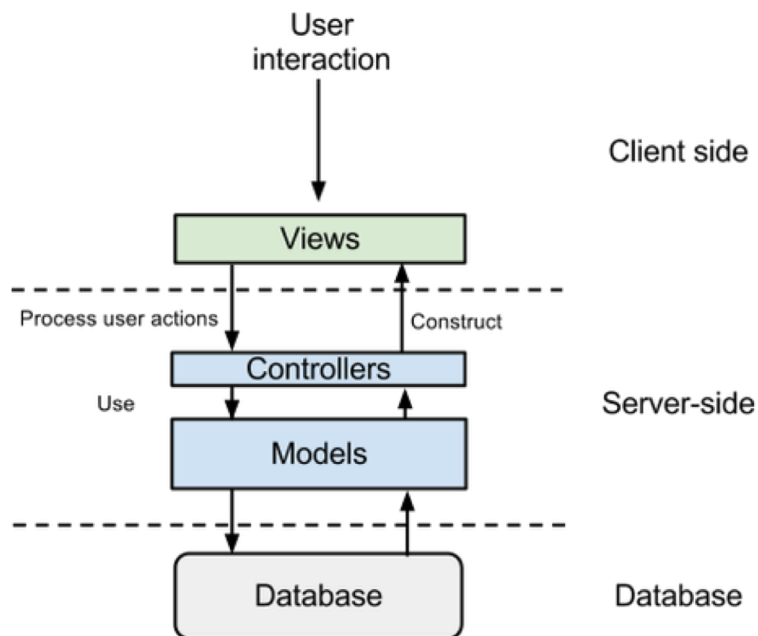 User
interaction
Client side
Views
Process user actions
Construct
Controllers
Use
Server-side
Models
Database
Database